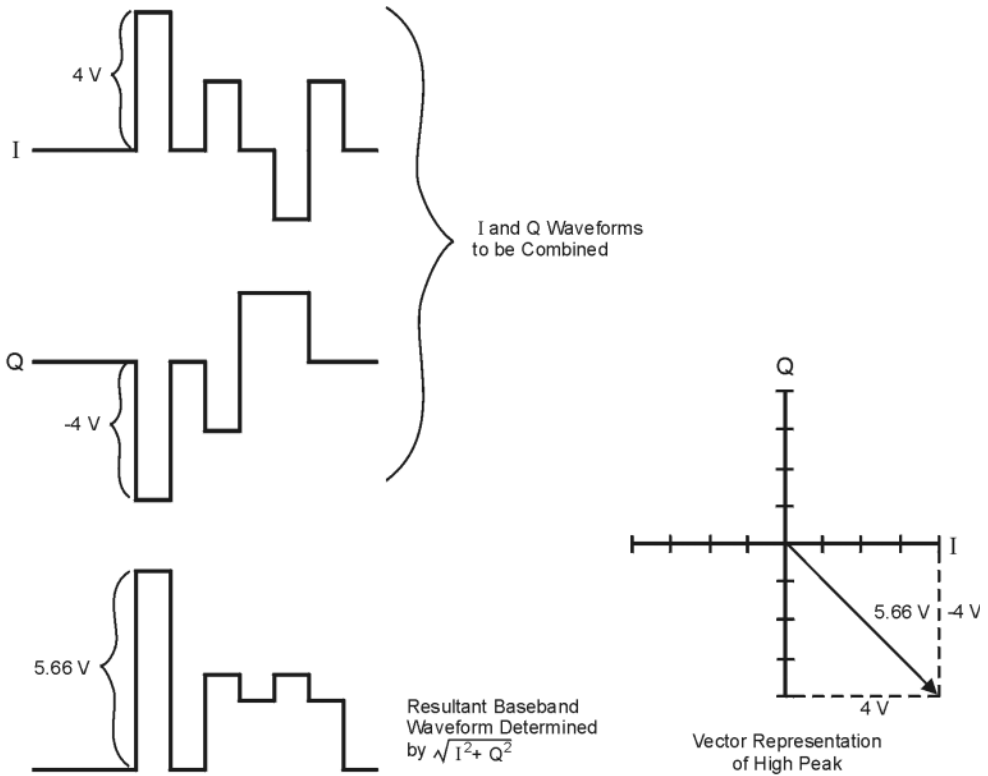 4 V
I
I and Q Waveforms
to be Combined
Q
-4 V
5.66 V
Resultant Baseband
Waveform Determined
by √I²+ Q²
Q
I
5.66 V
-4 V
4 V
Vector Representation
of High Peak